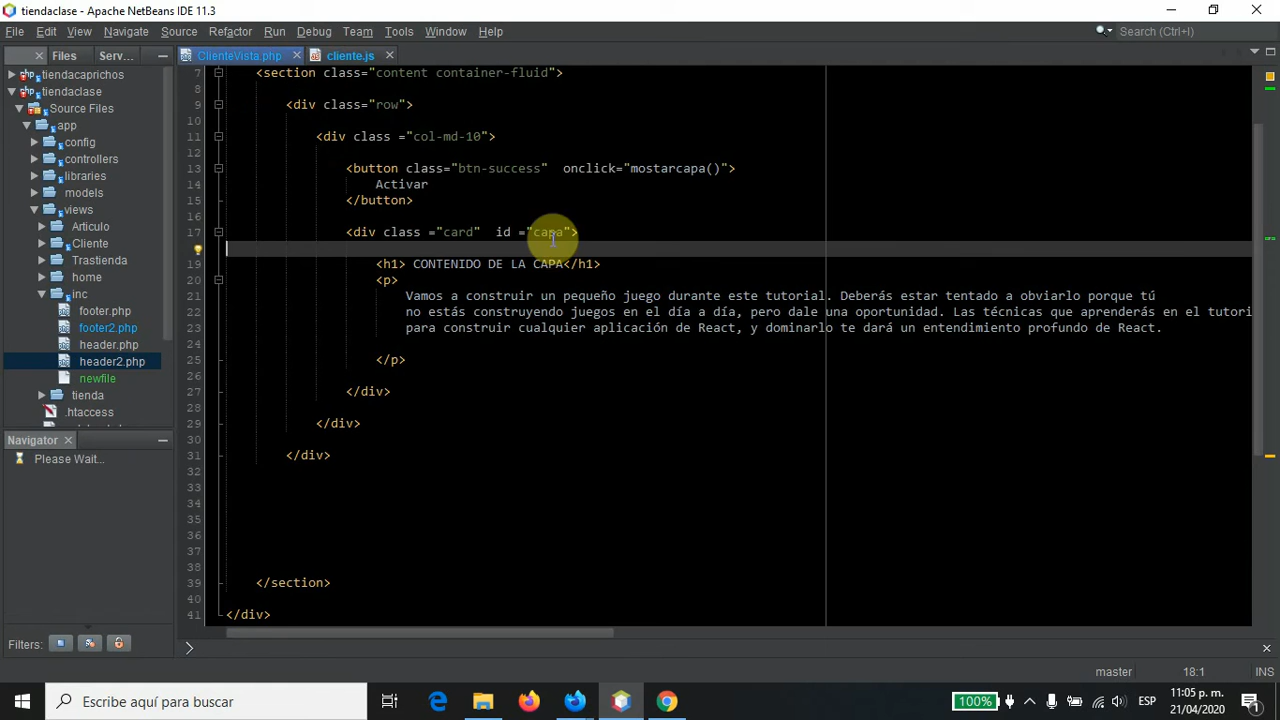 tiendaclase - Apache NetBeans IDE 11.3
File Edit View Navigate Source Refactor Run Debug Team Tools Window Help
Search (Ctrl+I)
Files Serv...
ClienteVista.php cliente.js
tiendacaprichos
tiendaclase
Source Files
app
config
controllers
libraries
models
views
Articulo
Cliente
Trastienda
home
inc
footer.php
footer2.php
header.php
header2.php
newfile
tienda
.htaccess
Navigator
Please Wait...
Filters:
7 <section class="content container-fluid">
8
9 <div class="row">
10
11 <div class ="col-md-10">
12
13 <button class="btn-success" onclick="mostarcapa()">
14 Activar
15 </button>
16
17 <div class ="card" id ="capa">
19 <h1> CONTENIDO DE LA CAPA</h1>
20 <p>
21 Vamos a construir un pequeño juego durante este tutorial. Deberás estar tentado a obviarlo porque tú
22 no estás construyendo juegos en el día a día, pero dale una oportunidad. Las técnicas que aprenderás en el tutori
23 para construir cualquier aplicación de React, y dominarlo te dará un entendimiento profundo de React.
24
25 </p>
26
27 </div>
28
29 </div>
30
31 </div>
32
33
34
35
36
37
38
39 </section>
40
41 </div>
master 18:1 INS
Escribe aquí para buscar
100%
ESP
11:05 p. m.
21/04/2020
1